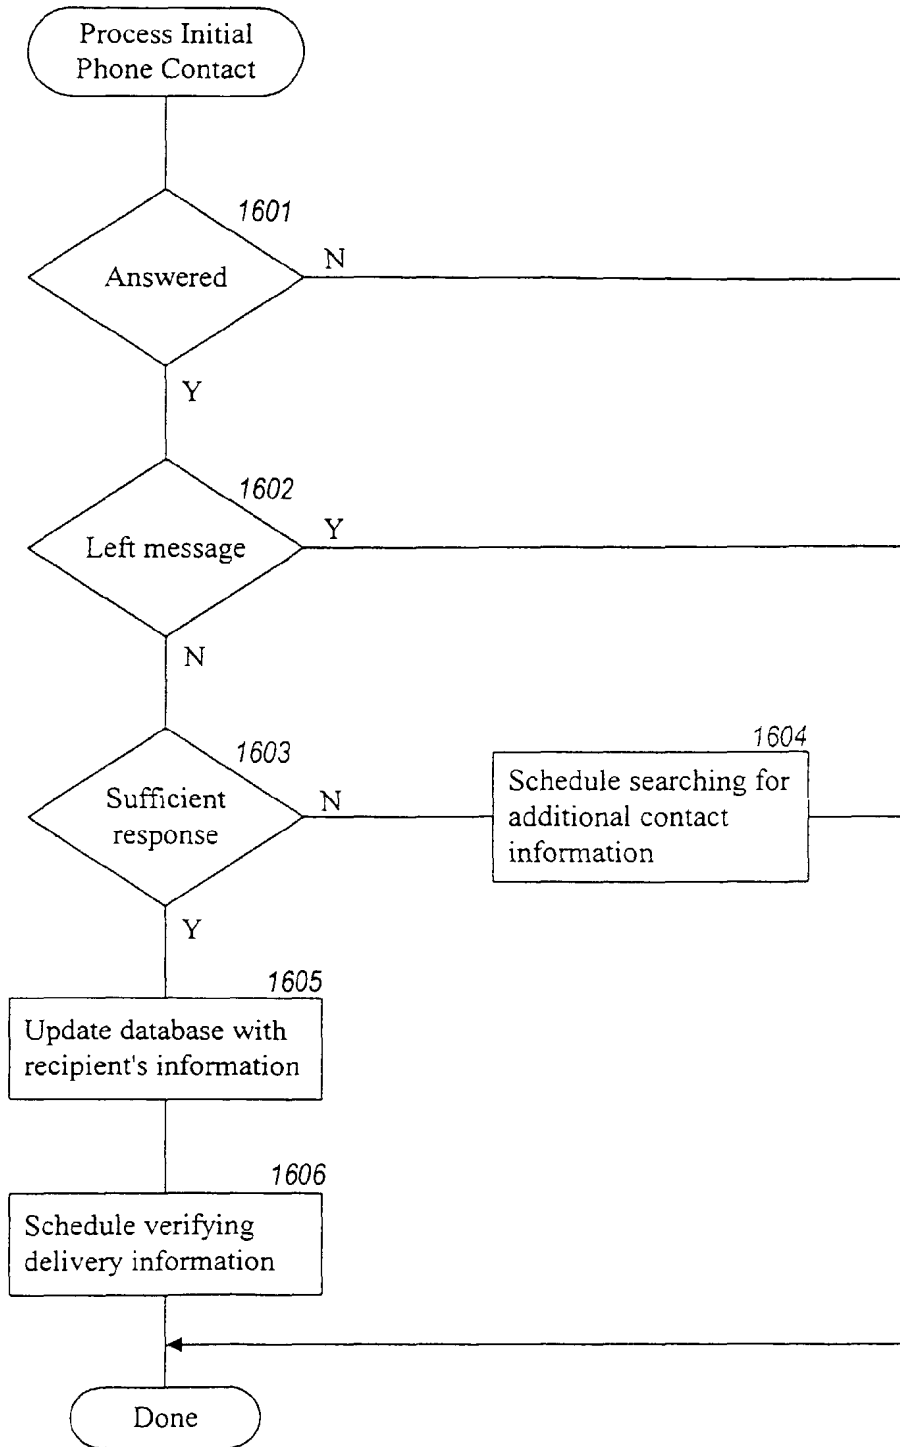 Process Initial
Phone Contact
1601
Answered
N
Y
1602
Left message
Y
N
1603
Sufficient
response
N
1604
Schedule searching for
additional contact
information
Y
1605
Update database with
recipient's information
1606
Schedule verifying
delivery information
Done